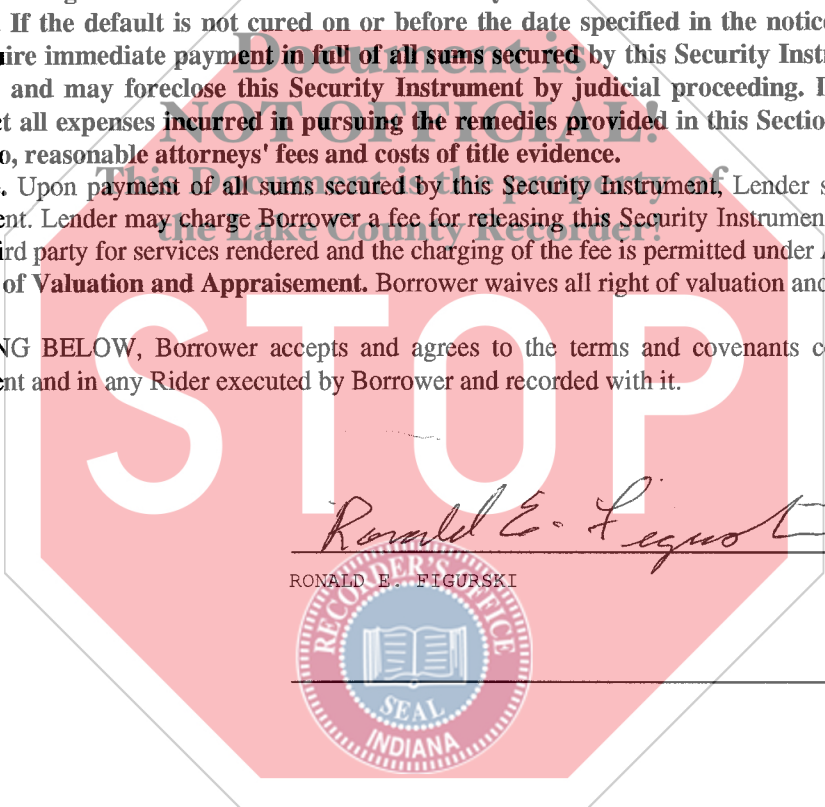 . If the default is not cured on or before the date specified in the notice
uire immediate payment in full of all sums secured by this Security Inst
and may foreclose this Security Instrument by judicial proceeding. I
ct all expenses incurred in pursuing the remedies provided in this Sectio
o, reasonable attorneys' fees and costs of title evidence.
. Upon payment of all sums secured by this Security Instrument, Lender s
ent. Lender may charge Borrower a fee for releasing this Security Instrumen
ird party for services rendered and the charging of the fee is permitted under
of Valuation and Appraisement. Borrower waives all right of valuation and
NG BELOW, Borrower accepts and agrees to the terms and covenants c
ent and in any Rider executed by Borrower and recorded with it.
Document is
NOT OFFICIAL!
This Document is the property of
the Lake County Recorder!
STOP
Ronald E. Figurski
RONALD E. FIGURSKI
RECORDER'S OFFICE
SEAL
INDIANA